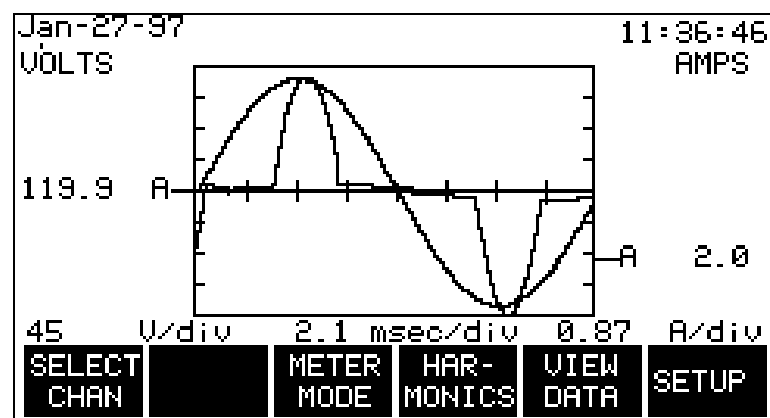 Jan-27-97 11:36:46
VOLTS AMPS
119.9 A
A 2.0
45 V/div 2.1 msec/div 0.87 A/div
SELECT CHAN METER MODE HAR- MONICS VIEW DATA SETUP